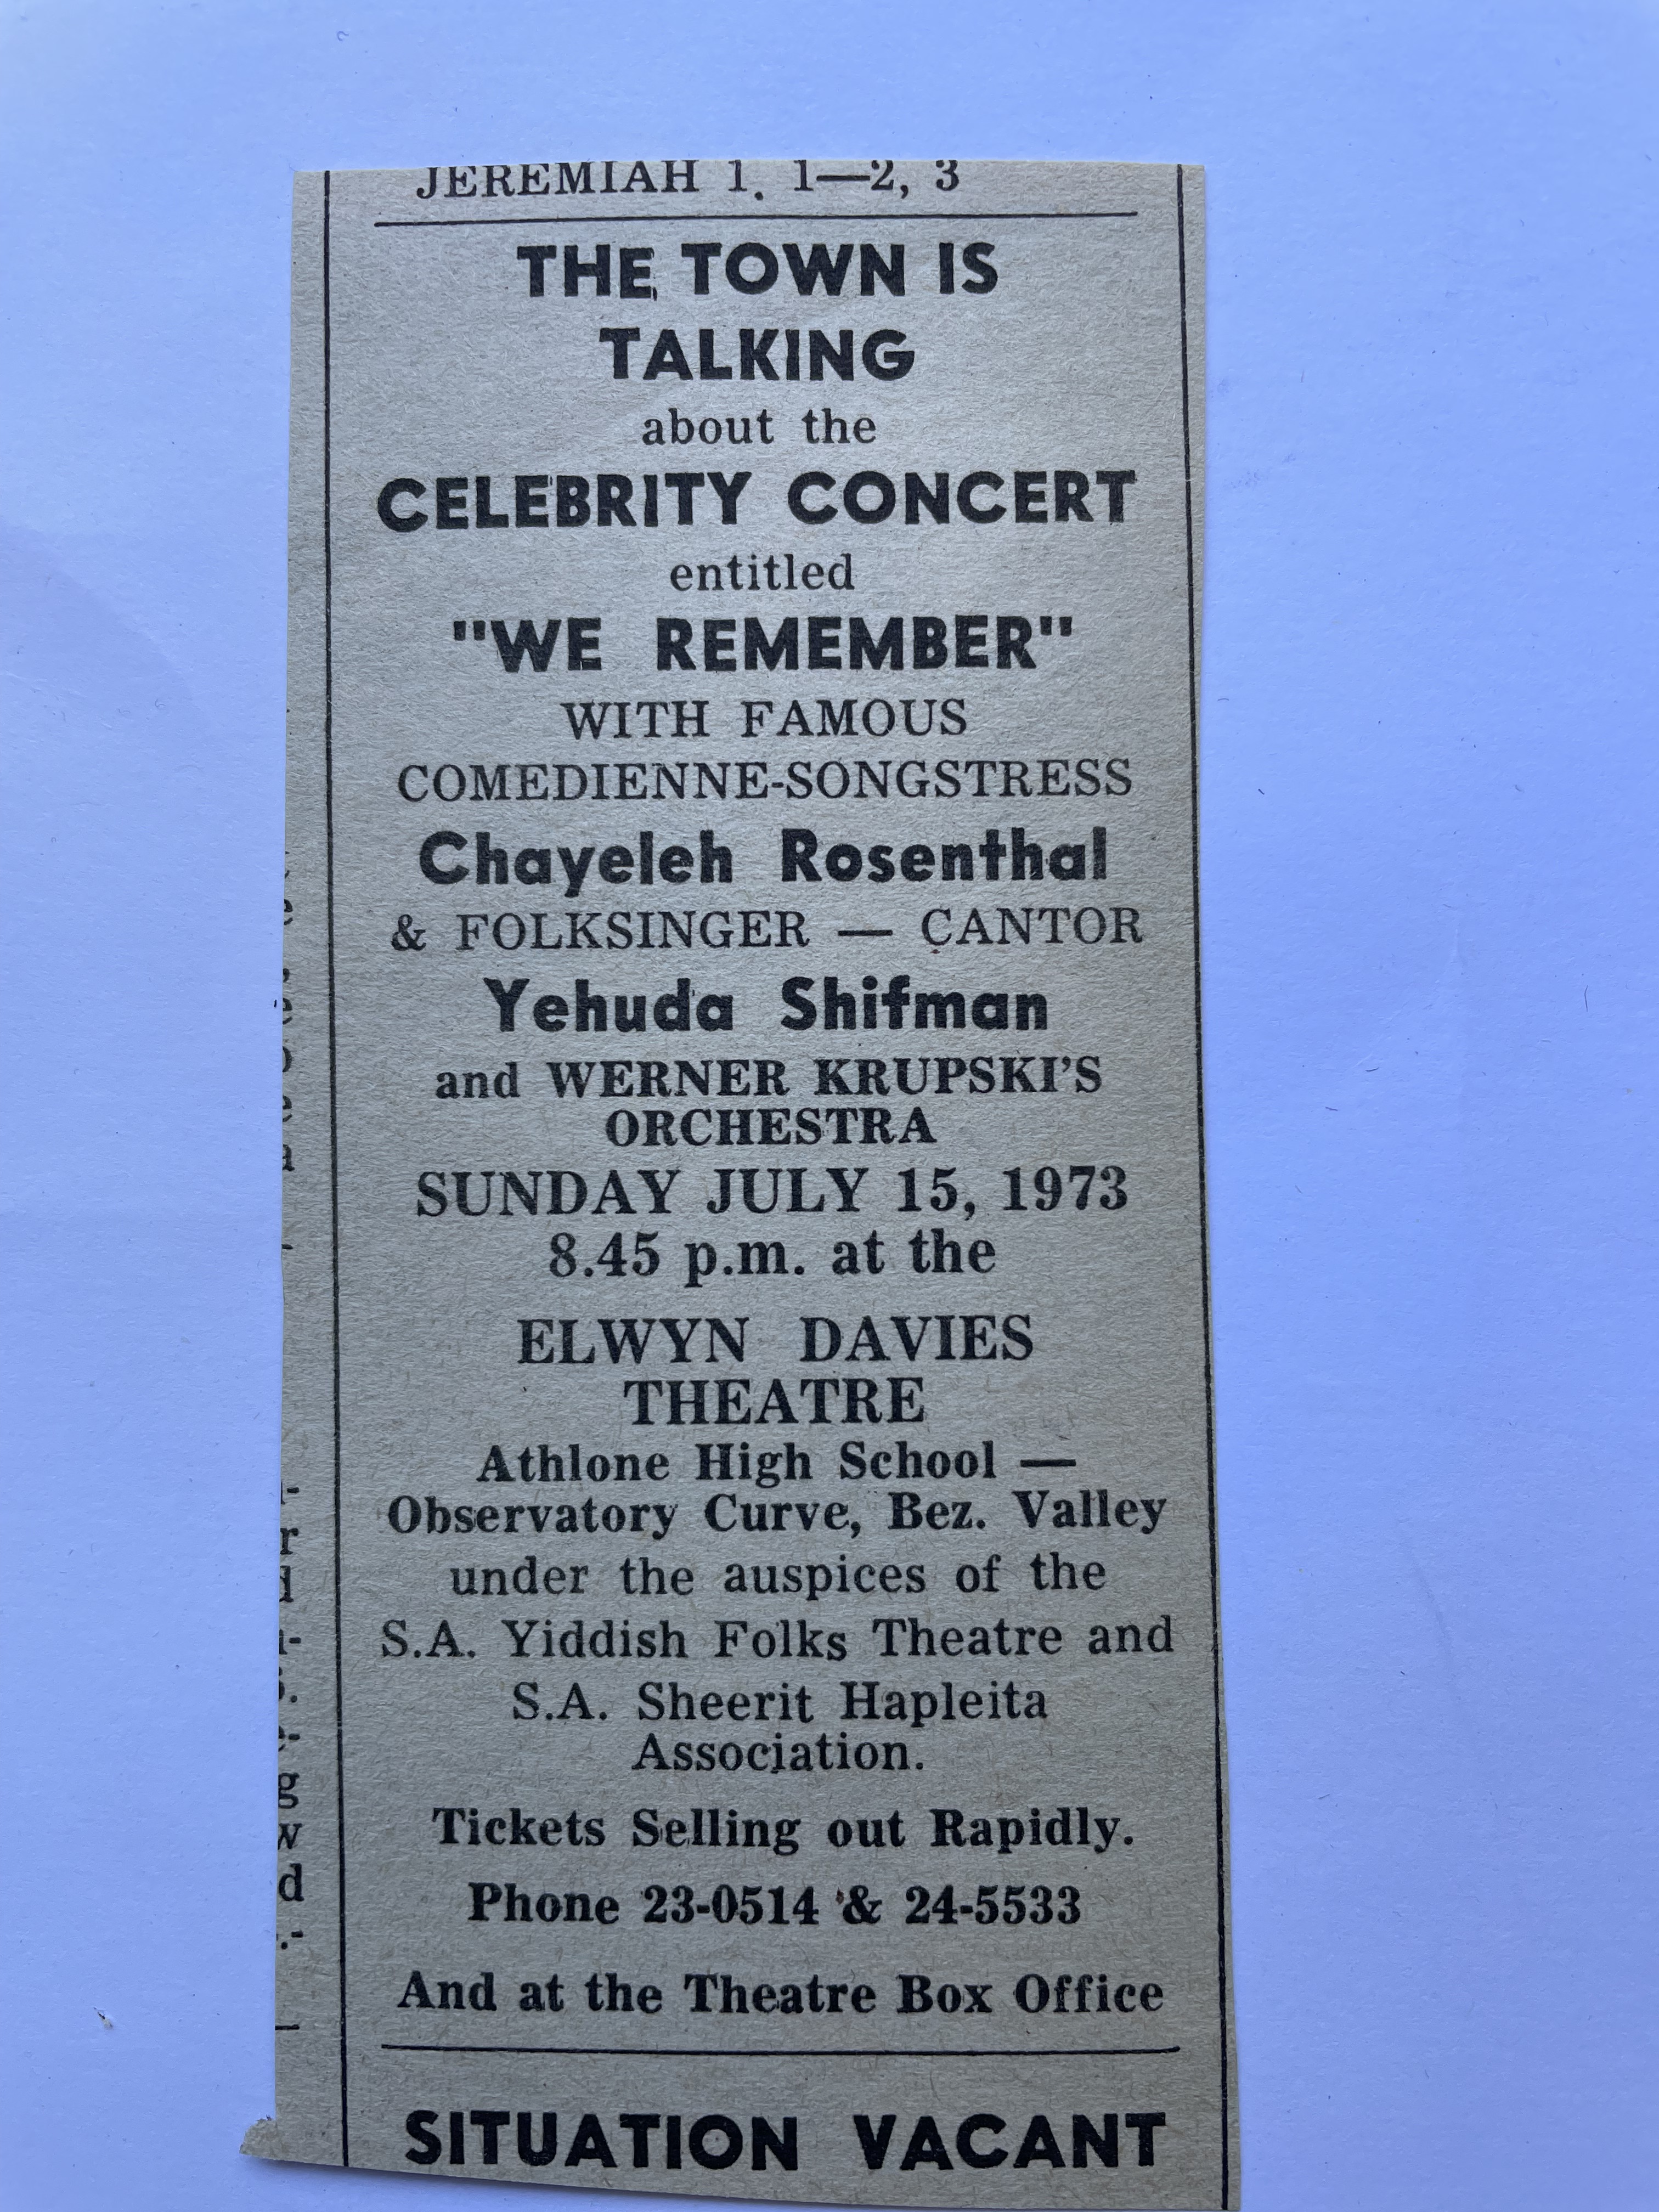 JEREMIAH 1. 1—2, 3
THE TOWN IS
TALKING
about the
CELEBRITY CONCERT
entitled
"WE REMEMBER"
WITH FAMOUS
COMEDIENNE-SONGSTRESS
Chayeleh Rosenthal
& FOLKSINGER — CANTOR
Yehuda Shifman
and WERNER KRUPSKI'S
ORCHESTRA
SUNDAY JULY 15, 1973
8.45 p.m. at the
ELWYN DAVIES
THEATRE
Athlone High School —
Observatory Curve, Bez. Valley
under the auspices of the
S.A. Yiddish Folks Theatre and
S.A. Sheerit Hapleita
Association.
Tickets Selling out Rapidly.
Phone 23-0514 & 24-5533
And at the Theatre Box Office
SITUATION VACANT